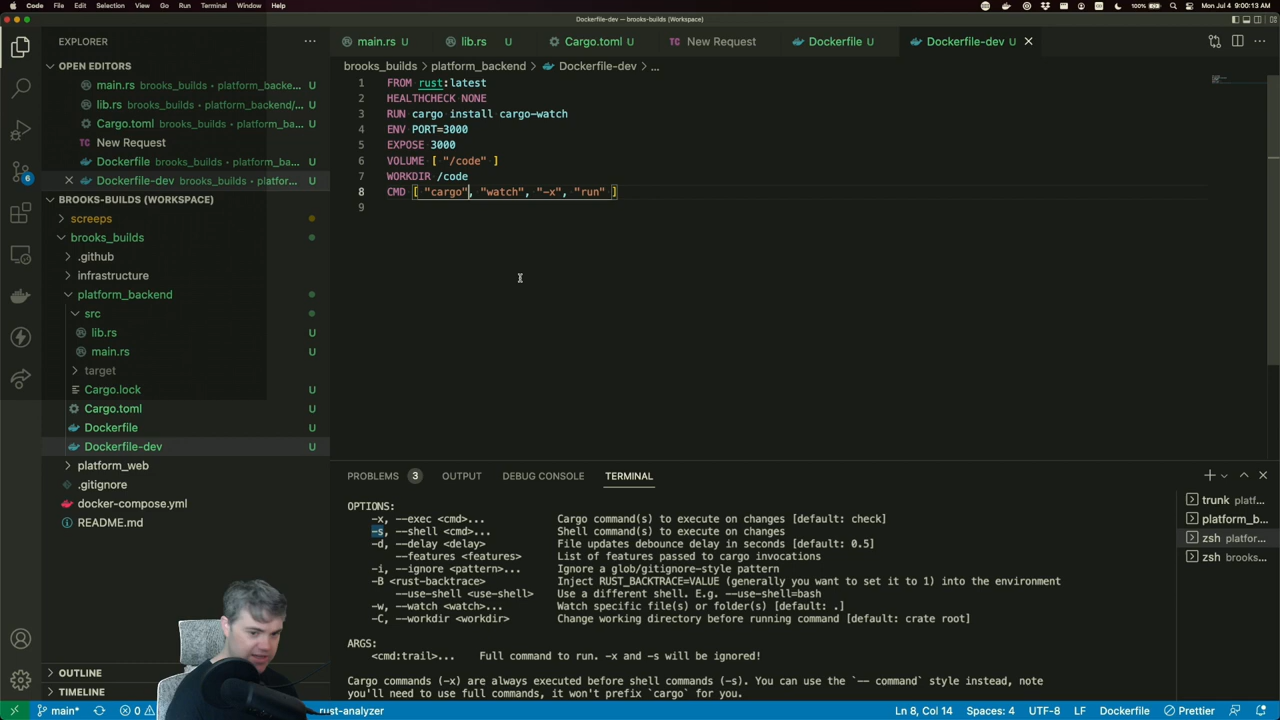 Code File Edit Selection View Go Run Terminal Window Help
100% Mon Jul 4 9:00:13 AM
Dockerfile-dev — brooks-builds (Workspace)
EXPLORER
OPEN EDITORS
main.rs brooks_builds • platform_backe... U
lib.rs brooks_builds • platform_backend/... U
Cargo.toml brooks_builds • platform_ba... U
TC New Request
Dockerfile brooks_builds • platform_ba... U
Dockerfile-dev brooks_builds • platfor... U
BROOKS-BUILDS (WORKSPACE)
screeps
brooks_builds
.github
infrastructure
platform_backend
src
lib.rs U
main.rs U
target
Cargo.lock U
Cargo.toml U
Dockerfile U
Dockerfile-dev U
platform_web
.gitignore
docker-compose.yml
README.md
OUTLINE
TIMELINE
6
main.rs U lib.rs U Cargo.toml U TC New Request Dockerfile U Dockerfile-dev U
brooks_builds > platform_backend > Dockerfile-dev > ...
1 FROM rust:latest
2 HEALTHCHECK NONE
3 RUN cargo install cargo-watch
4 ENV PORT=3000
5 EXPOSE 3000
6 VOLUME [ "/code" ]
7 WORKDIR /code
8 CMD [ "cargo", "watch", "-x", "run" ]
9
PROBLEMS 3 OUTPUT DEBUG CONSOLE TERMINAL
OPTIONS:
-x, --exec <cmd>... Cargo command(s) to execute on changes [default: check]
-s, --shell <cmd>... Shell command(s) to execute on changes
-d, --delay <delay> File updates debounce delay in seconds [default: 0.5]
--features <features> List of features passed to cargo invocations
-i, --ignore <pattern>... Ignore a glob/gitignore-style pattern
-B <rust-backtrace> Inject RUST_BACKTRACE=VALUE (generally you want to set it to 1) into the environment
--use-shell <use-shell> Use a different shell. E.g. --use-shell=bash
-w, --watch <watch>... Watch specific file(s) or folder(s) [default: .]
-C, --workdir <workdir> Change working directory before running command [default: crate root]
ARGS:
<cmd:trail>... Full command to run. -x and -s will be ignored!
Cargo commands (-x) are always executed before shell commands (-s). You can use the `-- command` style instead, note
you'll need to use full commands, it won't prefix `cargo` for you.
trunk platf...
platform_b...
zsh platfor...
zsh brooks...
main* 0 rust-analyzer Ln 8, Col 14 Spaces: 4 UTF-8 LF Dockerfile Prettier